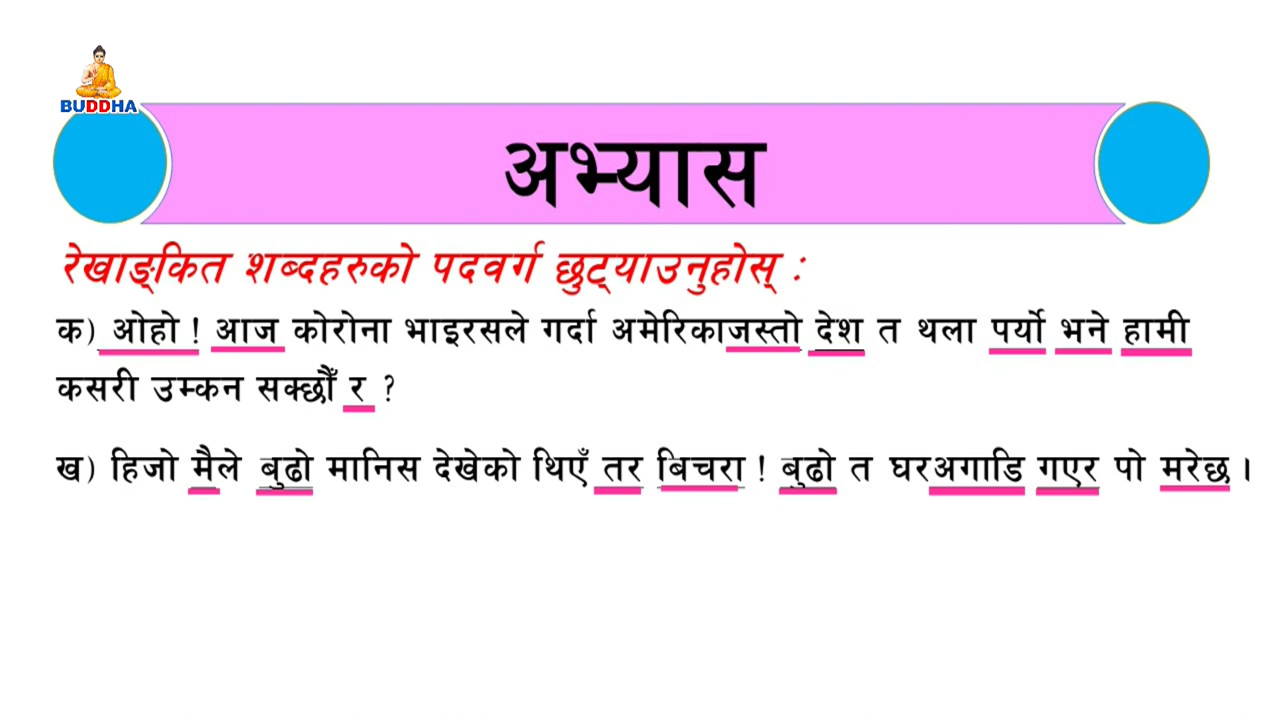 BUDDHA
अभ्यास
रेखाङ्कित शब्दहरुको पदवर्ग छुट्याउनुहोस् :
क) ओहो ! आज कोरोना भाइरसले गर्दा अमेरिकाजस्तो देश त थला पर्यो भने हामी
कसरी उम्कन सक्छौँ र ?
ख) हिजो मैले बुढो मानिस देखेको थिएँ तर बिचरा ! बुढो त घरअगाडि गएर पो मरेछ ।